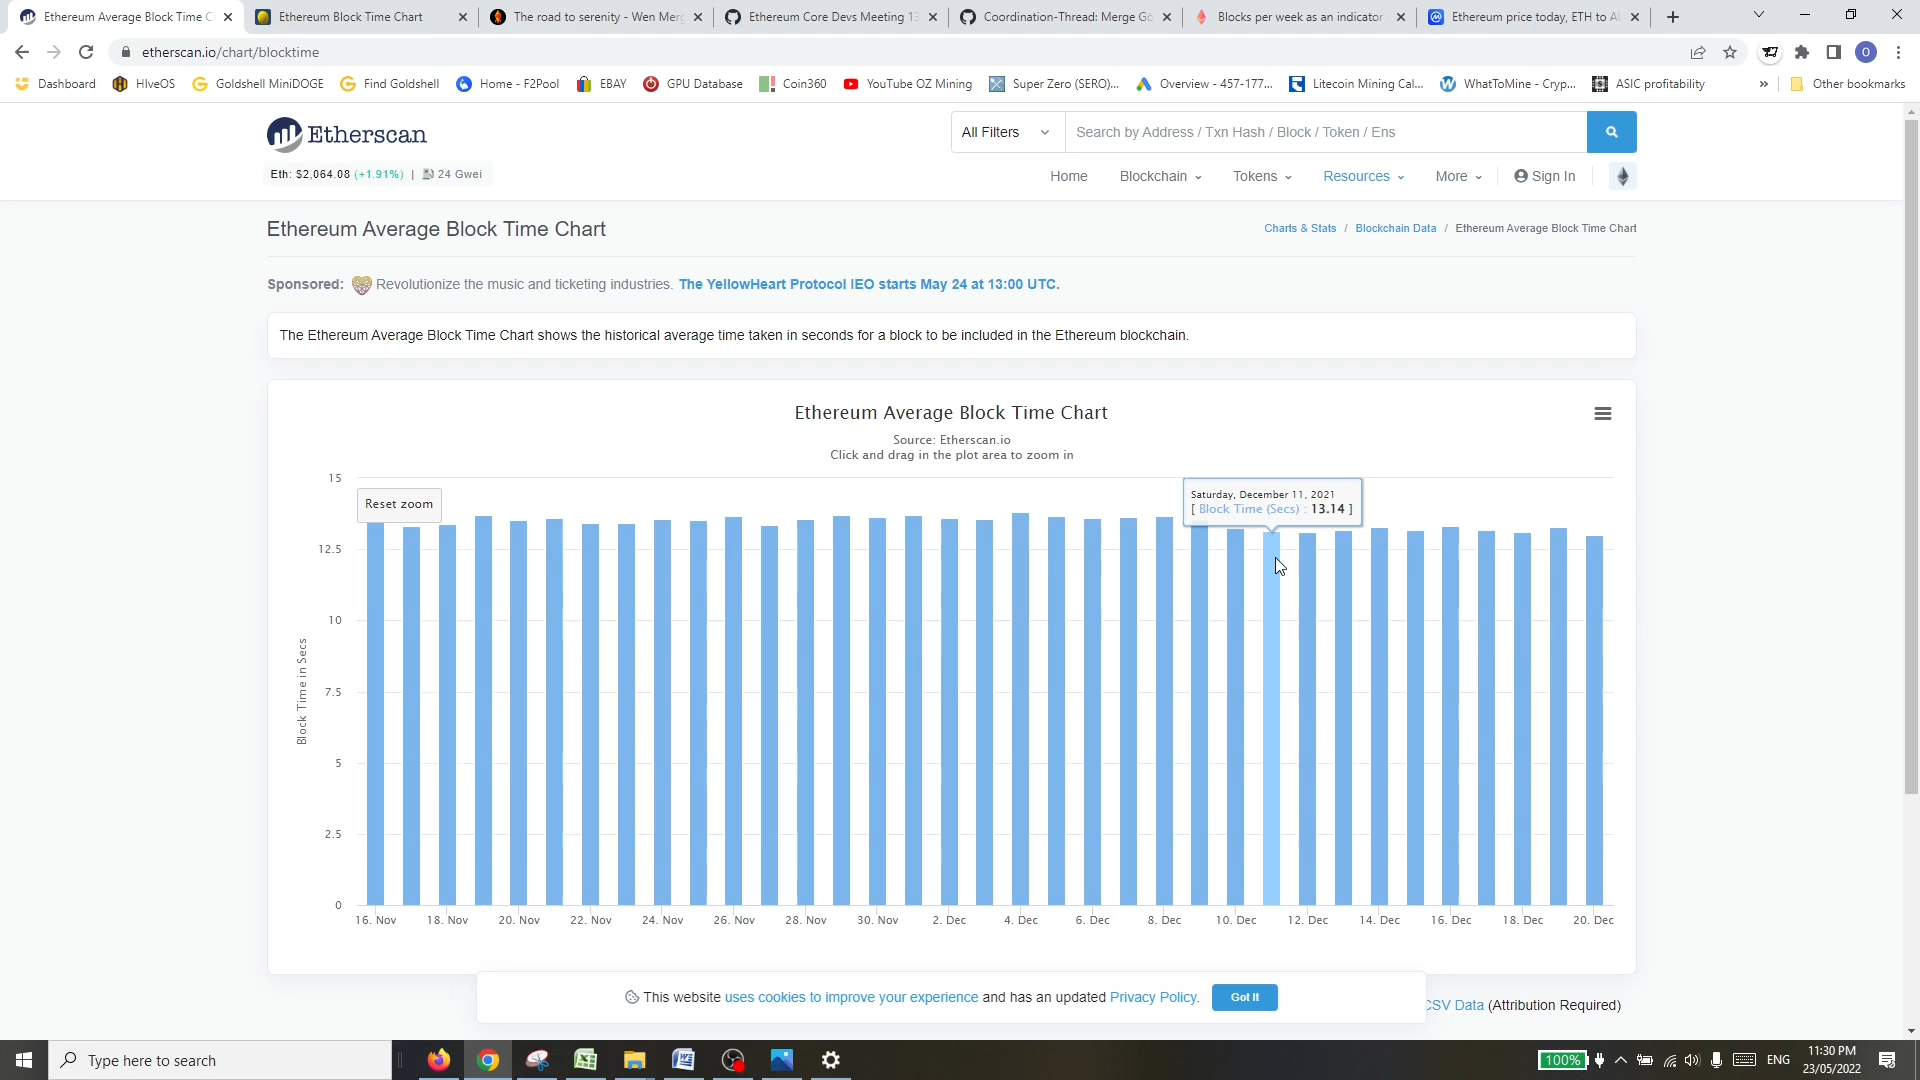 Ethereum Average Block Time C
Ethereum Block Time Chart
The road to serenity - Wen Merg
Ethereum Core Devs Meeting 13
Coordination-Thread: Merge Go
Blocks per week as an indicator
Ethereum price today, ETH to AU
etherscan.io/chart/blocktime
O
Dashboard
HIveOS
Goldshell MiniDOGE
Find Goldshell
Home - F2Pool
EBAY
GPU Database
Coin360
YouTube OZ Mining
Super Zero (SERO)...
Overview - 457-177...
Litecoin Mining Cal...
WhatToMine - Cryp...
ASIC profitability
»
Other bookmarks
Etherscan
All Filters
Search by Address / Txn Hash / Block / Token / Ens
Eth: $2,064.08 (+1.91%) | 24 Gwei
Home
Blockchain
Tokens
Resources
More
Sign In
Ethereum Average Block Time Chart
Charts & Stats / Blockchain Data / Ethereum Average Block Time Chart
Sponsored: Revolutionize the music and ticketing industries. The YellowHeart Protocol IEO starts May 24 at 13:00 UTC.
The Ethereum Average Block Time Chart shows the historical average time taken in seconds for a block to be included in the Ethereum blockchain.
Ethereum Average Block Time Chart
Source: Etherscan.io
Click and drag in the plot area to zoom in
Reset zoom
Saturday, December 11, 2021
[ Block Time (Secs) : 13.14 ]
15
12.5
10
7.5
5
2.5
0
Block Time in Secs
16. Nov
18. Nov
20. Nov
22. Nov
24. Nov
26. Nov
28. Nov
30. Nov
2. Dec
4. Dec
6. Dec
8. Dec
10. Dec
12. Dec
14. Dec
16. Dec
18. Dec
20. Dec
This website uses cookies to improve your experience and has an updated Privacy Policy.
Got It
CSV Data (Attribution Required)
Type here to search
100%
ENG
11:30 PM
23/05/2022